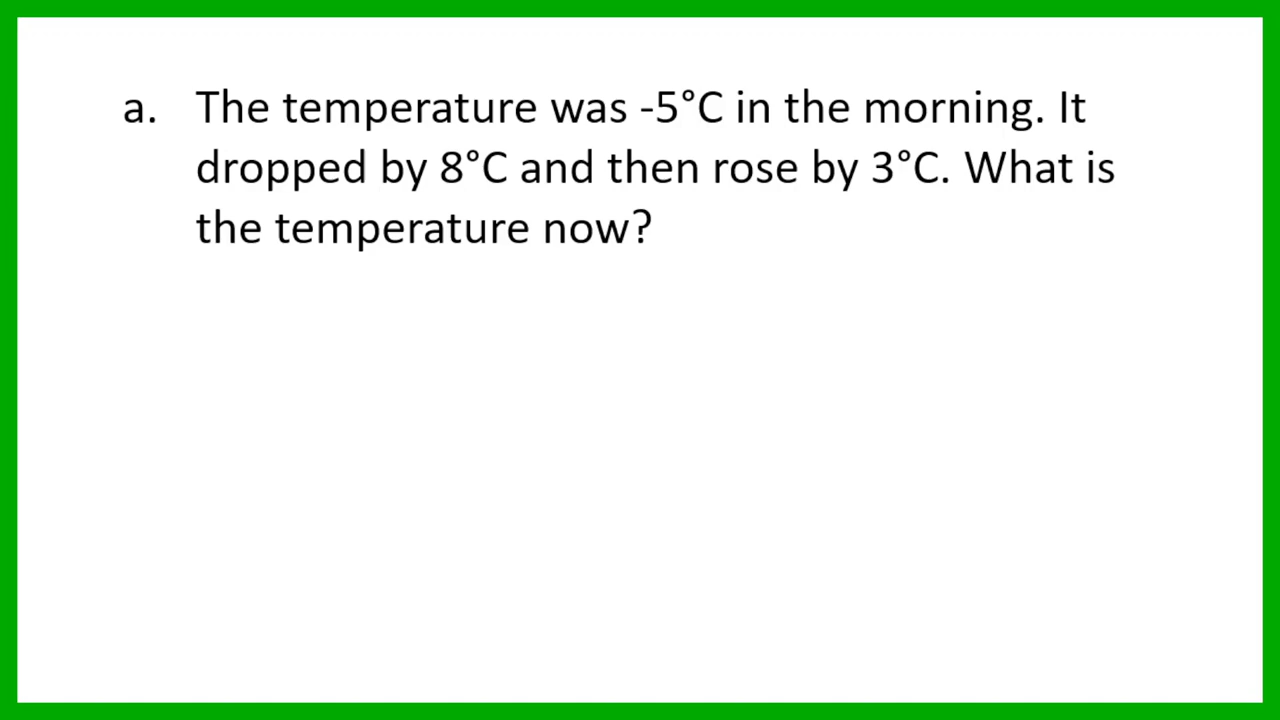 a. The temperature was -5°C in the morning. It
dropped by 8°C and then rose by 3°C. What is
the temperature now?